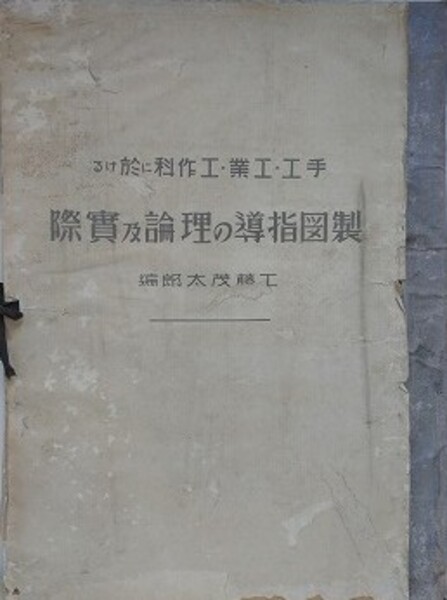 手工・工業・工作科に於ける
製図指導の理論及實際
工藤茂太郎編